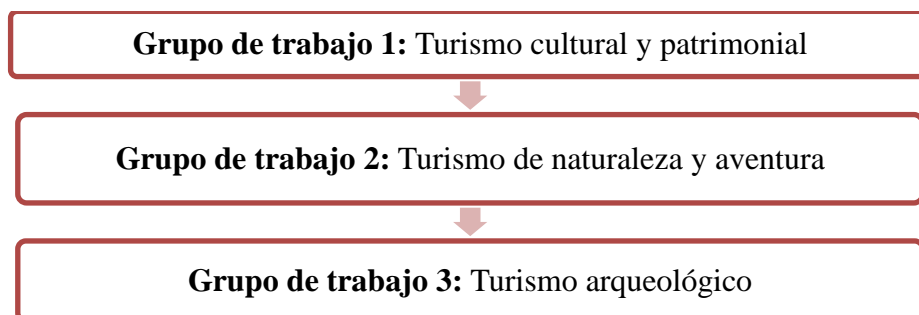 Grupo de trabajo 1: Turismo cultural y patrimonial
Grupo de trabajo 2: Turismo de naturaleza y aventura
Grupo de trabajo 3: Turismo arqueológico